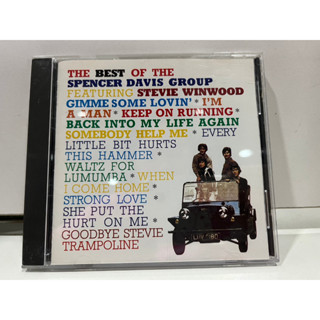 THE BEST OF THE
SPENCER DAVIS GROUP
FEATURING STEVIE WINWOOD
GIMME SOME LOVIN' * I'M
A MAN * KEEP ON RUNNING *
BACK INTO MY LIFE AGAIN
SOMEBODY HELP ME * EVERY
LITTLE BIT HURTS
THIS HAMMER *
WALTZ FOR
LUMUMBA * WHEN
I COME HOME *
STRONG LOVE *
SHE PUT THE
HURT ON ME *
GOODBYE STEVIE
TRAMPOLINE